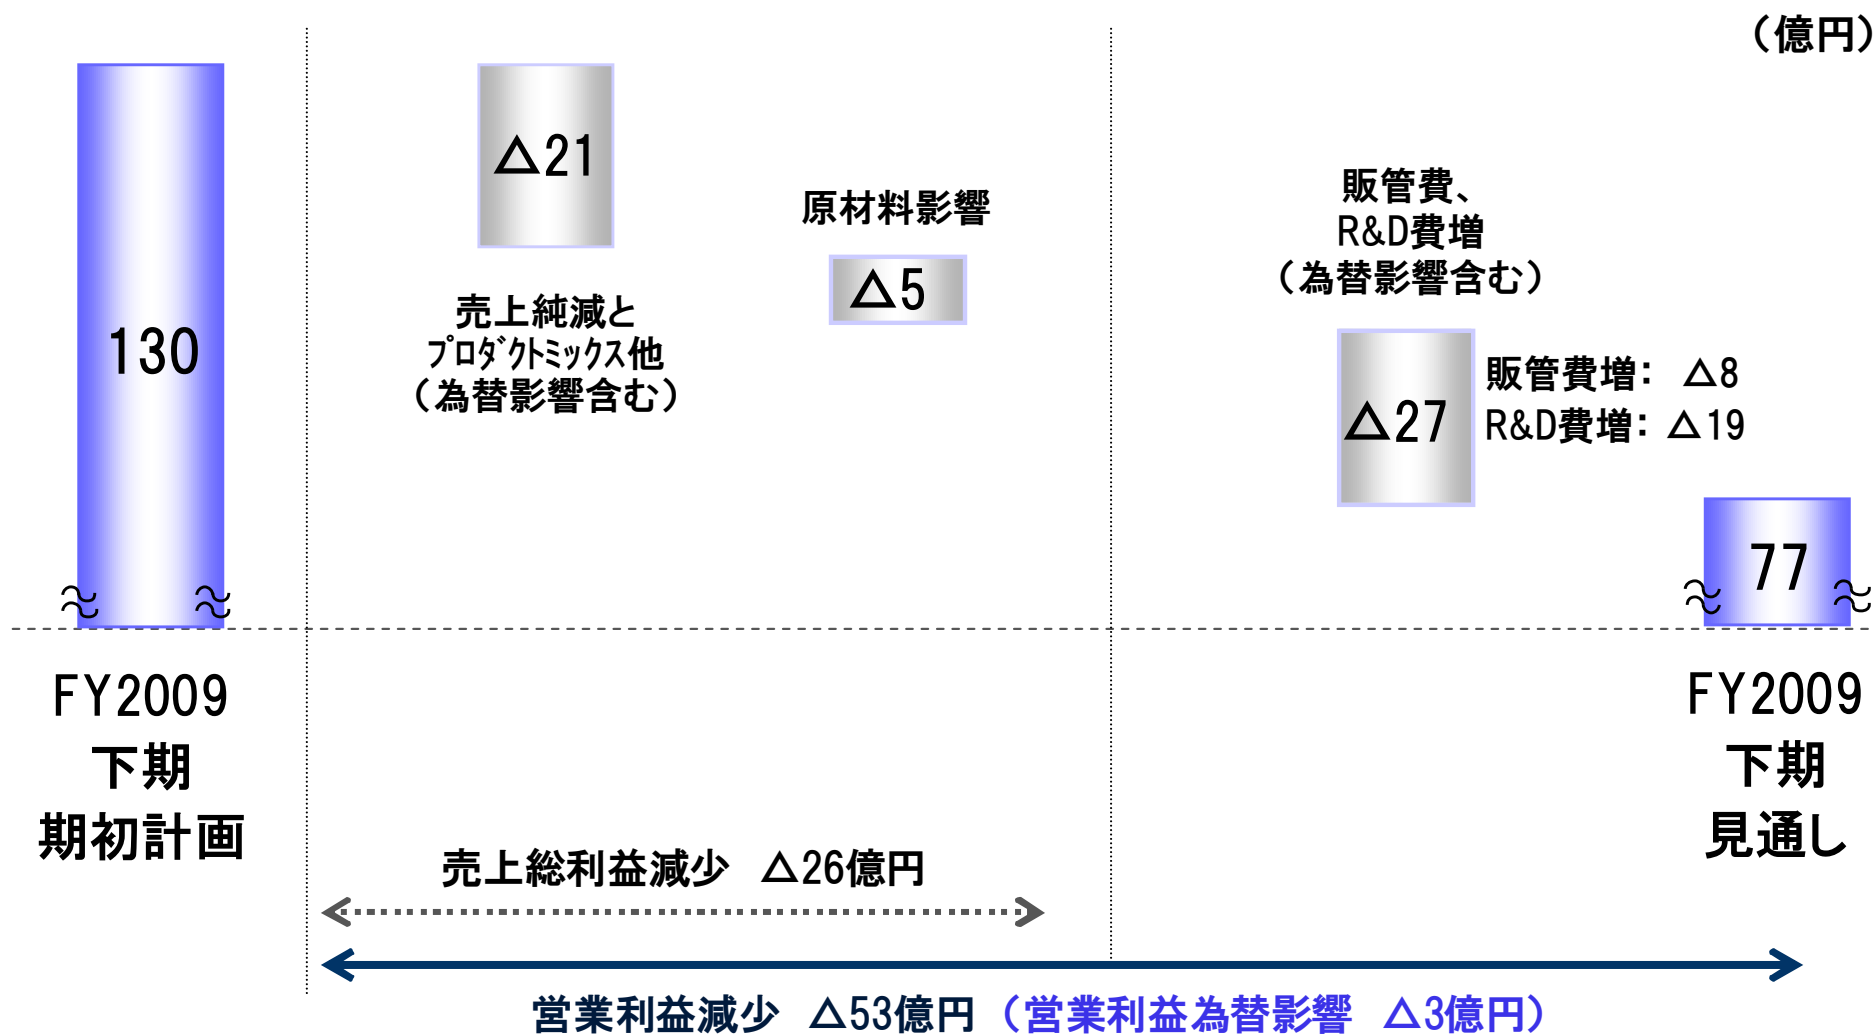 （億円）
130
△21
売上純減と
プロダクトミックス他
（為替影響含む）
原材料影響
△5
販管費、
R&D費増
（為替影響含む）
△27
販管費増： △8
R&D費増： △19
77
FY2009
下期
期初計画
FY2009
下期
見通し
売上総利益減少 △26億円
営業利益減少 △53億円（営業利益為替影響 △3億円）